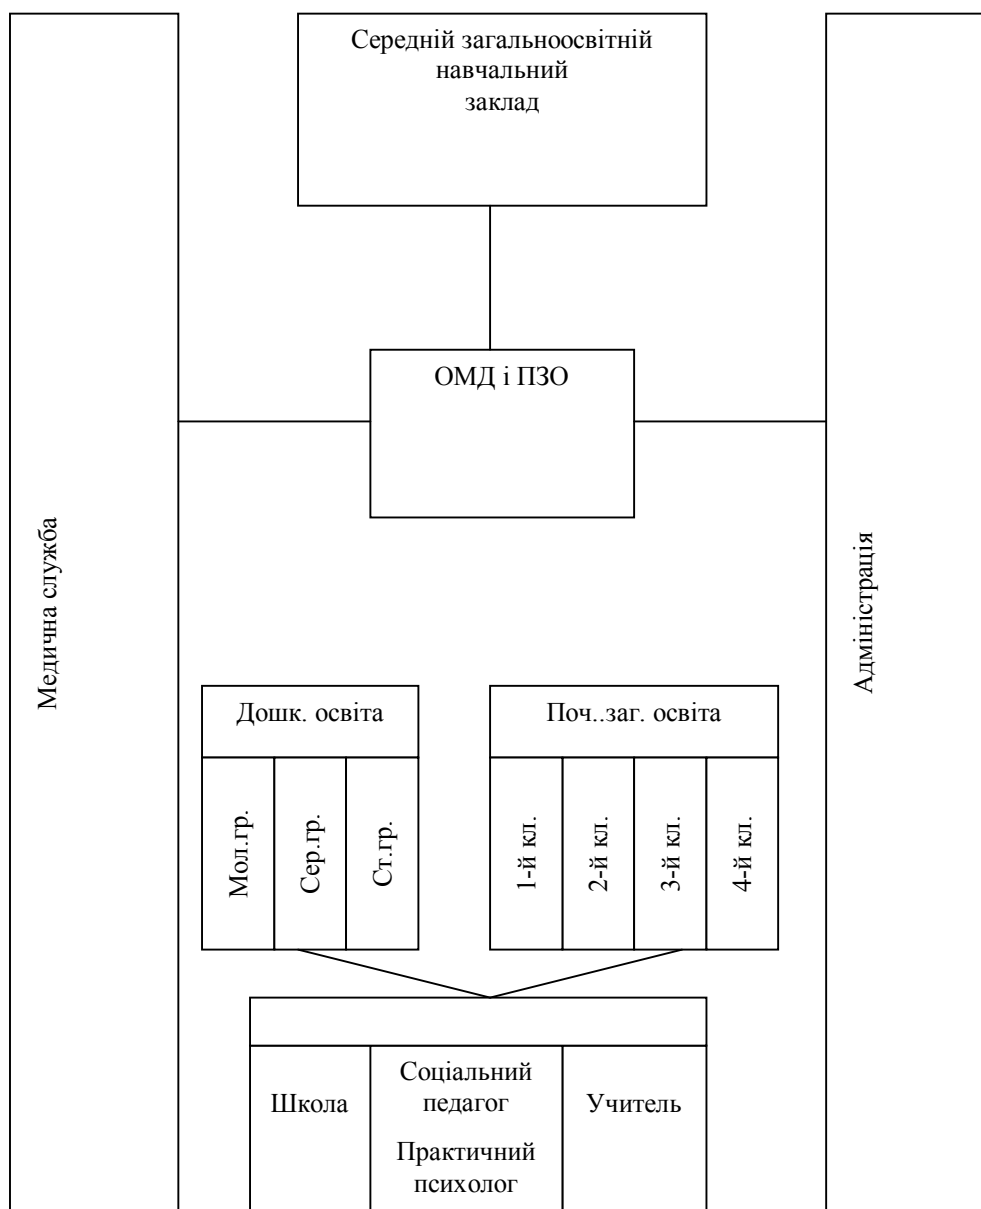 Середній загальноосвітній
навчальний
заклад
ОМД і ПЗО
Медична служба
Адміністрація
Дошк. освіта
Поч..заг. освіта
Мол.гр.
Сер.гр.
Ст.гр.
1-й кл.
2-й кл.
3-й кл.
4-й кл.
Школа
Соціальний
педагог
Практичний
психолог
Учитель